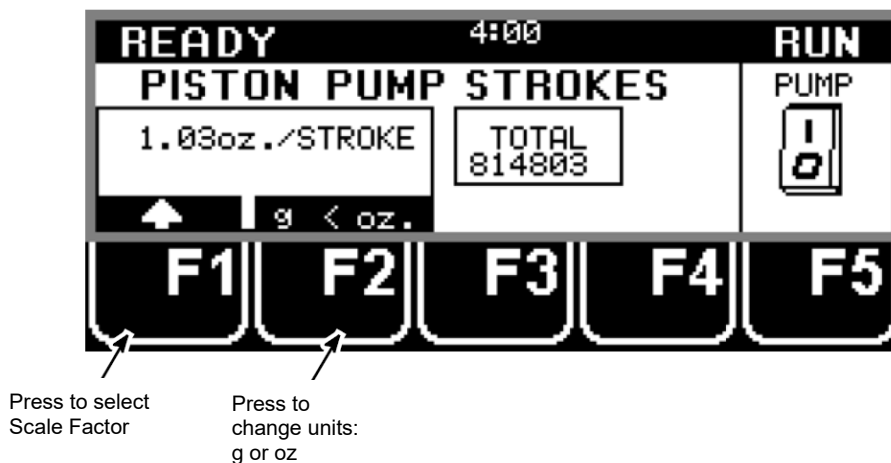 READY 4:00 RUN
PISTON PUMP STROKES PUMP
1.03oz./STROKE TOTAL
814803
g < oz.
F1 F2 F3 F4 F5
Press to select
Scale Factor
Press to
change units:
g or oz